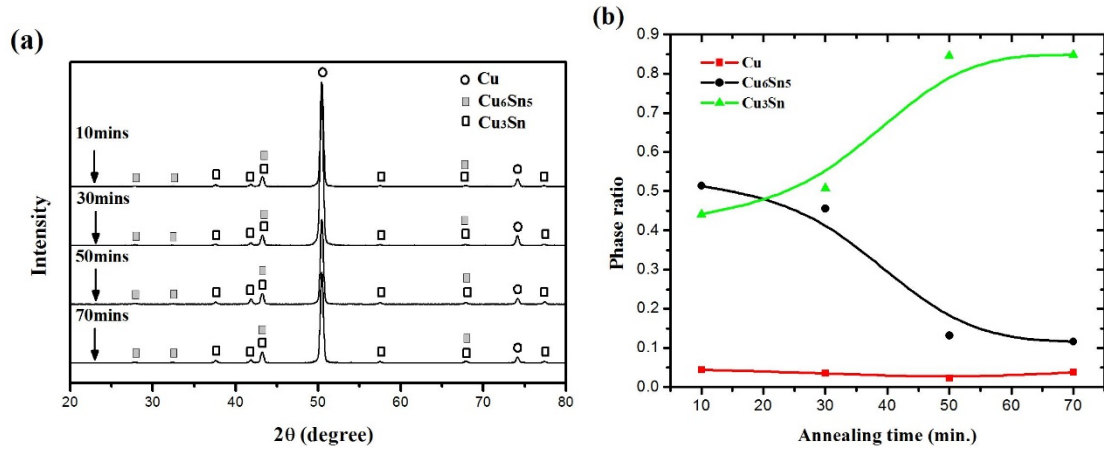 (a)
Cu
Cu6Sn5
Cu3Sn
10mins
30mins
50mins
70mins
Intensity
20 30 40 50 60 70 80
2θ (degree)
(b)
0.9
0.8
0.7
0.6
0.5
0.4
0.3
0.2
0.1
0.0
Cu
Cu6Sn5
Cu3Sn
Phase ratio
10 20 30 40 50 60 70
Annealing time (min.)